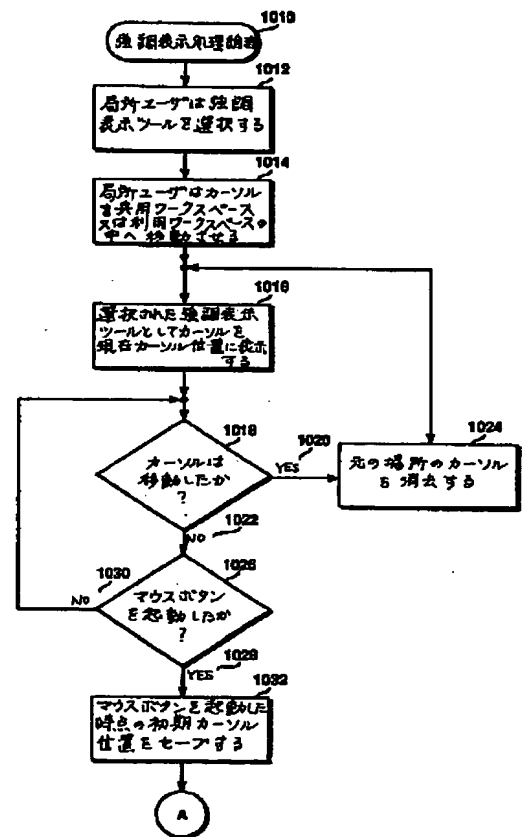 1010
強調表示処理論理
1012
局所ユーザは強調
表示ツールを選択する
1014
局所ユーザはカーソル
を共用ワークスペース
又は利用ワークスペースの
中へ移動させる
1016
選択された強調表示
ツールとしてカーソルを
現在カーソル位置に表示
する
1018
カーソルは
移動したか
?
1020
YES
1024
元の場所のカーソル
を消去する
1022
NO
1026
マウスボタン
を起動したか
?
1030
NO
1028
YES
1032
マウスボタンを起動した
時点の初期カーソル
位置をセーブする
A